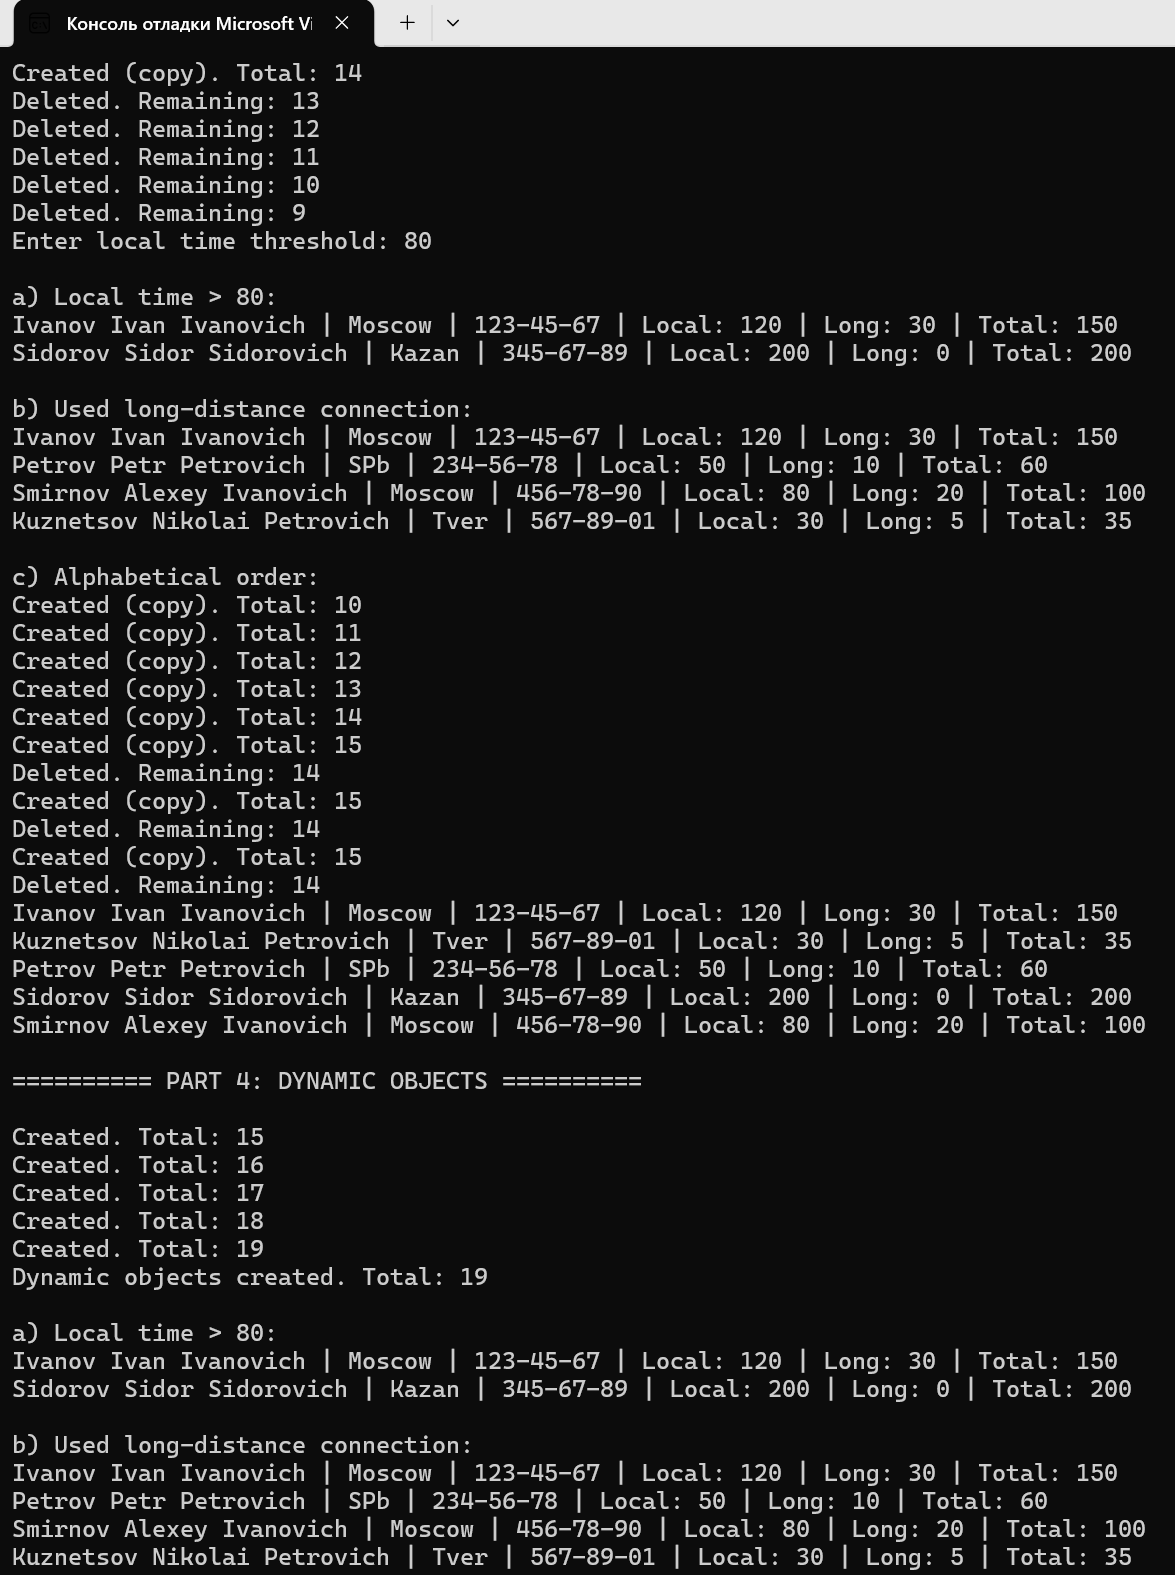 Консоль отладки Microsoft Vi
Created (copy). Total: 14
Deleted. Remaining: 13
Deleted. Remaining: 12
Deleted. Remaining: 11
Deleted. Remaining: 10
Deleted. Remaining: 9
Enter local time threshold: 80
a) Local time > 80:
Ivanov Ivan Ivanovich | Moscow | 123-45-67 | Local: 120 | Long: 30 | Total: 150
Sidorov Sidor Sidorovich | Kazan | 345-67-89 | Local: 200 | Long: 0 | Total: 200
b) Used long-distance connection:
Ivanov Ivan Ivanovich | Moscow | 123-45-67 | Local: 120 | Long: 30 | Total: 150
Petrov Petr Petrovich | SPb | 234-56-78 | Local: 50 | Long: 10 | Total: 60
Smirnov Alexey Ivanovich | Moscow | 456-78-90 | Local: 80 | Long: 20 | Total: 100
Kuznetsov Nikolai Petrovich | Tver | 567-89-01 | Local: 30 | Long: 5 | Total: 35
c) Alphabetical order:
Created (copy). Total: 10
Created (copy). Total: 11
Created (copy). Total: 12
Created (copy). Total: 13
Created (copy). Total: 14
Created (copy). Total: 15
Deleted. Remaining: 14
Created (copy). Total: 15
Deleted. Remaining: 14
Created (copy). Total: 15
Deleted. Remaining: 14
Ivanov Ivan Ivanovich | Moscow | 123-45-67 | Local: 120 | Long: 30 | Total: 150
Kuznetsov Nikolai Petrovich | Tver | 567-89-01 | Local: 30 | Long: 5 | Total: 35
Petrov Petr Petrovich | SPb | 234-56-78 | Local: 50 | Long: 10 | Total: 60
Sidorov Sidor Sidorovich | Kazan | 345-67-89 | Local: 200 | Long: 0 | Total: 200
Smirnov Alexey Ivanovich | Moscow | 456-78-90 | Local: 80 | Long: 20 | Total: 100
========== PART 4: DYNAMIC OBJECTS ==========
Created. Total: 15
Created. Total: 16
Created. Total: 17
Created. Total: 18
Created. Total: 19
Dynamic objects created. Total: 19
a) Local time > 80:
Ivanov Ivan Ivanovich | Moscow | 123-45-67 | Local: 120 | Long: 30 | Total: 150
Sidorov Sidor Sidorovich | Kazan | 345-67-89 | Local: 200 | Long: 0 | Total: 200
b) Used long-distance connection:
Ivanov Ivan Ivanovich | Moscow | 123-45-67 | Local: 120 | Long: 30 | Total: 150
Petrov Petr Petrovich | SPb | 234-56-78 | Local: 50 | Long: 10 | Total: 60
Smirnov Alexey Ivanovich | Moscow | 456-78-90 | Local: 80 | Long: 20 | Total: 100
Kuznetsov Nikolai Petrovich | Tver | 567-89-01 | Local: 30 | Long: 5 | Total: 35